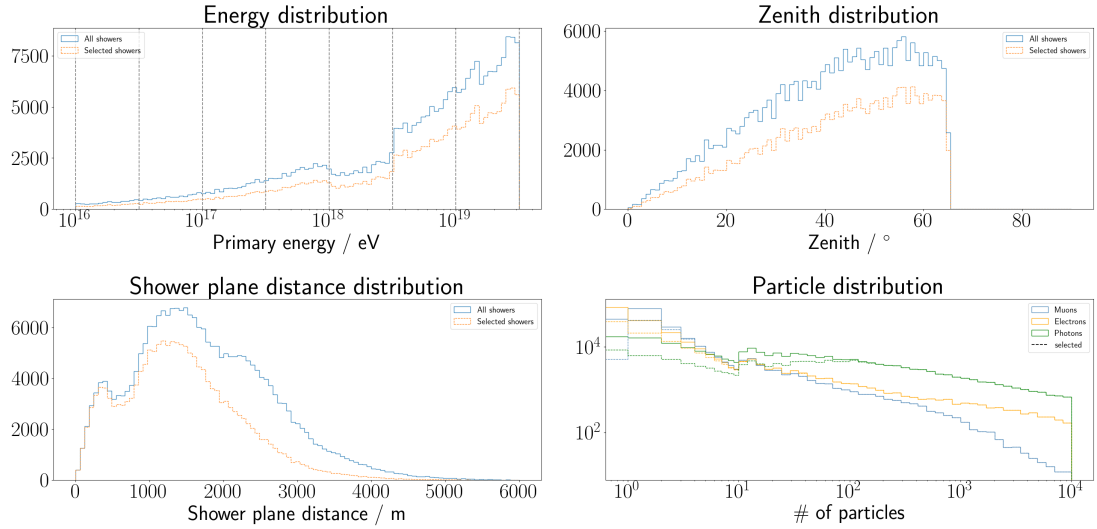 Energy distribution
All showers
Selected showers
7500
5000
2500
0
10^16
10^17
10^18
10^19
Primary energy / eV
Zenith distribution
All showers
Selected showers
6000
4000
2000
0
0
20
40
60
80
Zenith / °
Shower plane distance distribution
All showers
Selected showers
6000
4000
2000
0
0
1000
2000
3000
4000
5000
6000
Shower plane distance / m
Particle distribution
Muons
Electrons
Photons
selected
10^4
10^2
10^0
10^1
10^2
10^3
10^4
# of particles